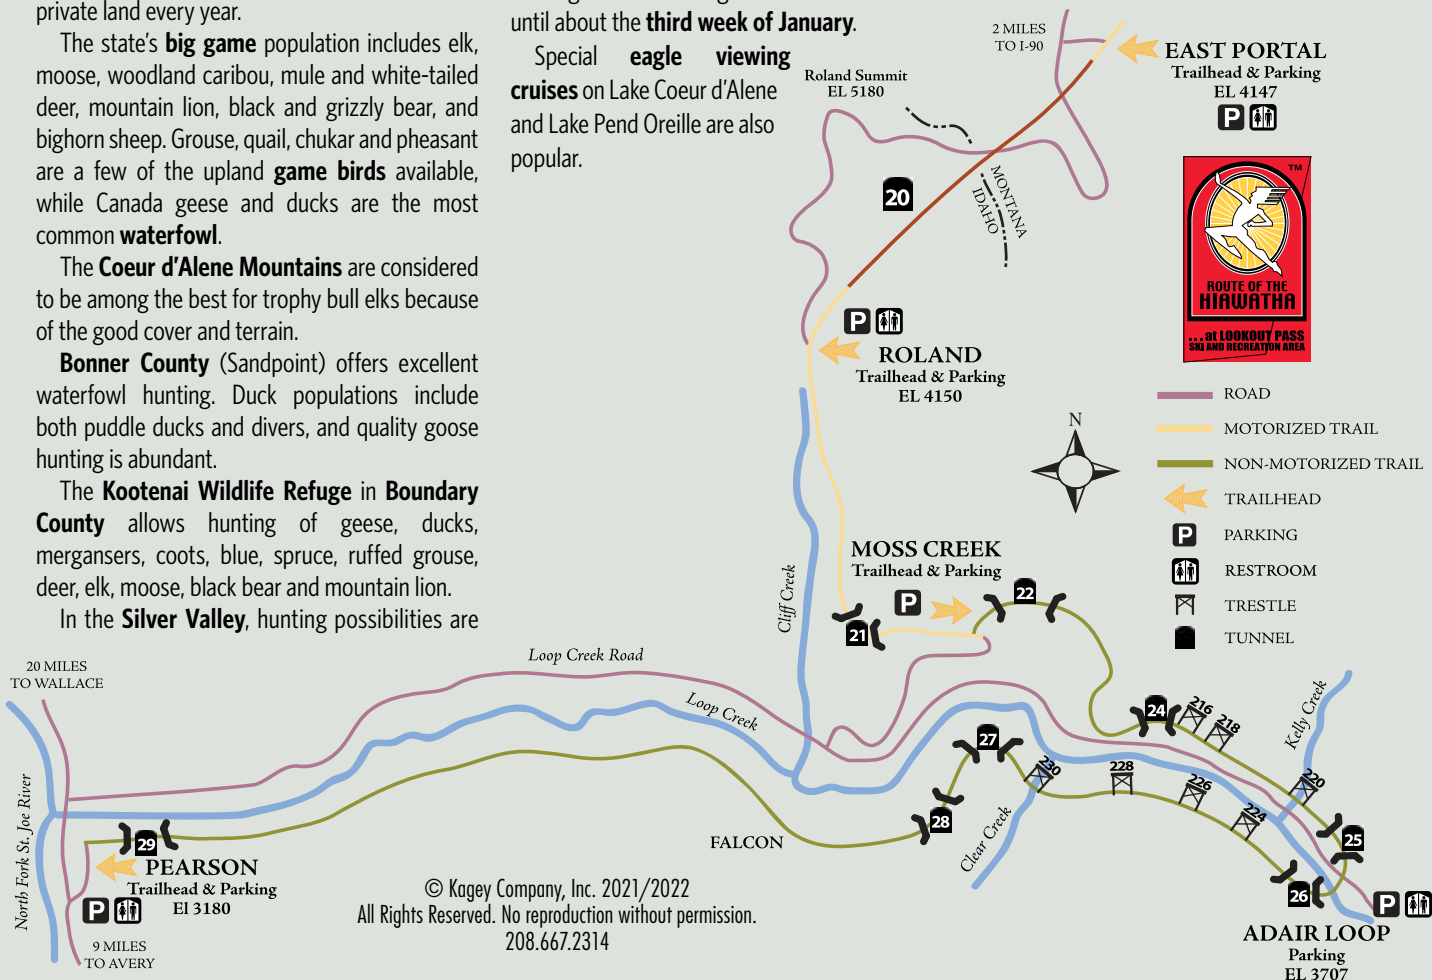 private land every year.
The state's big game population includes elk,
moose, woodland caribou, mule and white-tailed
deer, mountain lion, black and grizzly bear, and
bighorn sheep. Grouse, quail, chukar and pheasant
are a few of the upland game birds available,
while Canada geese and ducks are the most
common waterfowl.
The Coeur d'Alene Mountains are considered
to be among the best for trophy bull elks because
of the good cover and terrain.
Bonner County (Sandpoint) offers excellent
waterfowl hunting. Duck populations include
both puddle ducks and divers, and quality goose
hunting is abundant.
The Kootenai Wildlife Refuge in Boundary
County allows hunting of geese, ducks,
mergansers, coots, blue, spruce, ruffed grouse,
deer, elk, moose, black bear and mountain lion.
In the Silver Valley, hunting possibilities are
until about the third week of January.
Special eagle viewing
cruises on Lake Coeur d'Alene
and Lake Pend Oreille are also
popular.
2 MILES
TO I-90
EAST PORTAL
Trailhead & Parking
EL 4147
P
Roland Summit
EL 5180
MONTANA
IDAHO
20
TM
ROUTE OF THE
HIAWATHA
...at LOOKOUT PASS
SKI AND RECREATION AREA
P
ROLAND
Trailhead & Parking
EL 4150
N
ROAD
MOTORIZED TRAIL
NON-MOTORIZED TRAIL
TRAILHEAD
P PARKING
RESTROOM
TRESTLE
TUNNEL
MOSS CREEK
Trailhead & Parking
P
22
21
Cliff Creek
20 MILES
TO WALLACE
Loop Creek Road
Loop Creek
24
216
218
Kelly Creek
27
230
228
226
220
224
28
25
26
Clear Creek
FALCON
North Fork St. Joe River
29
PEARSON
Trailhead & Parking
El 3180
P
9 MILES
TO AVERY
© Kagey Company, Inc. 2021/2022
All Rights Reserved. No reproduction without permission.
208.667.2314
P
ADAIR LOOP
Parking
EL 3707